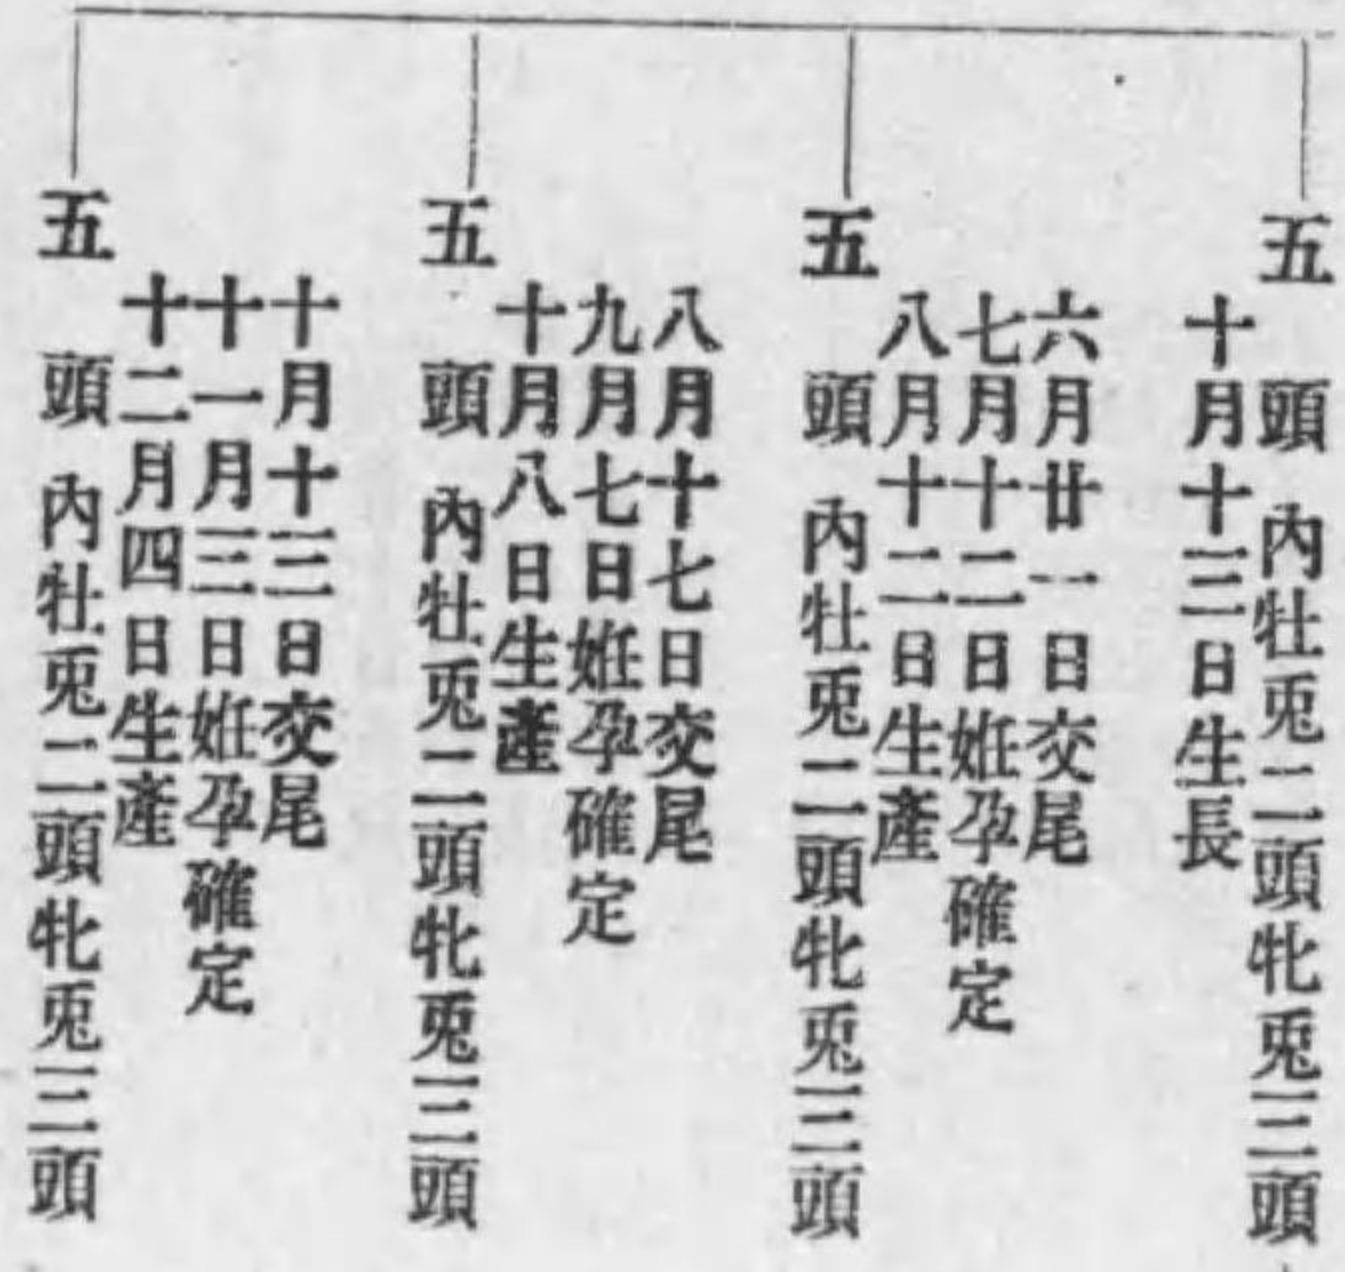 五頭 內牡兎二頭牝兎三頭
十月十三日生長
六月廿一日交尾
七月十二日姙孕確定
八月十二日生產
五頭 內牡兎二頭牝兎三頭
八月十七日交尾
九月七日姙孕確定
十月八日生產
五頭 內牡兎二頭牝兎三頭
十月十三日交尾
十一月三日姙孕確定
十二月四日生產
五頭 內牡兎二頭牝兎三頭